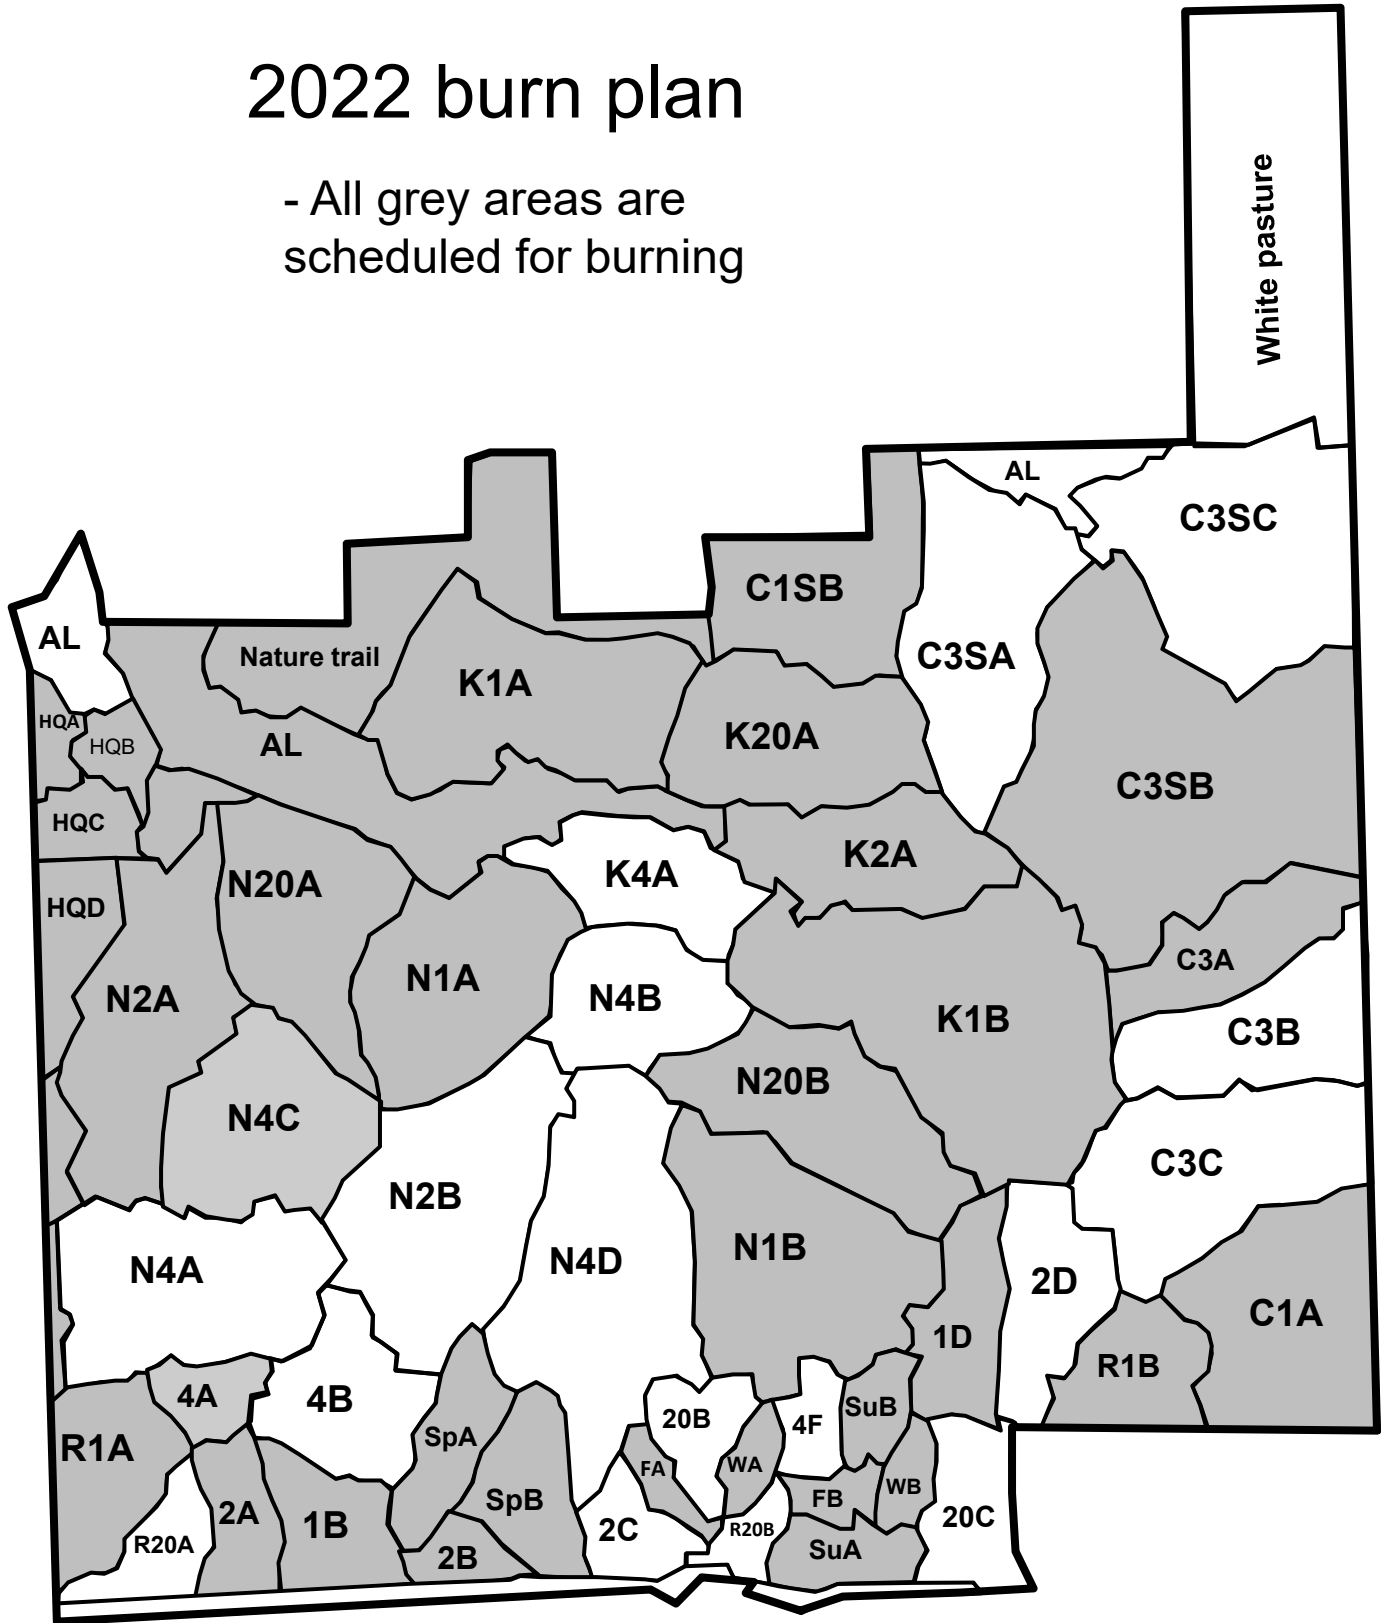 2022 burn plan
- All grey areas are
scheduled for burning
White pasture
AL
C3SC
C1SB
AL
C3SA
Nature trail
K1A
HQA
HQB
AL
K20A
C3SB
HQC
K2A
K4A
N20A
HQD
C3A
N1A
N2A
N4B
K1B
C3B
N20B
N4C
C3C
N2B
N1B
N4D
N4A
2D
C1A
1D
R1B
4A
4B
SuB
20B
4F
SpA
R1A
FA
WA
WB
SpB
FB
2A
1B
20C
2C
R20B
R20A
SuA
2B